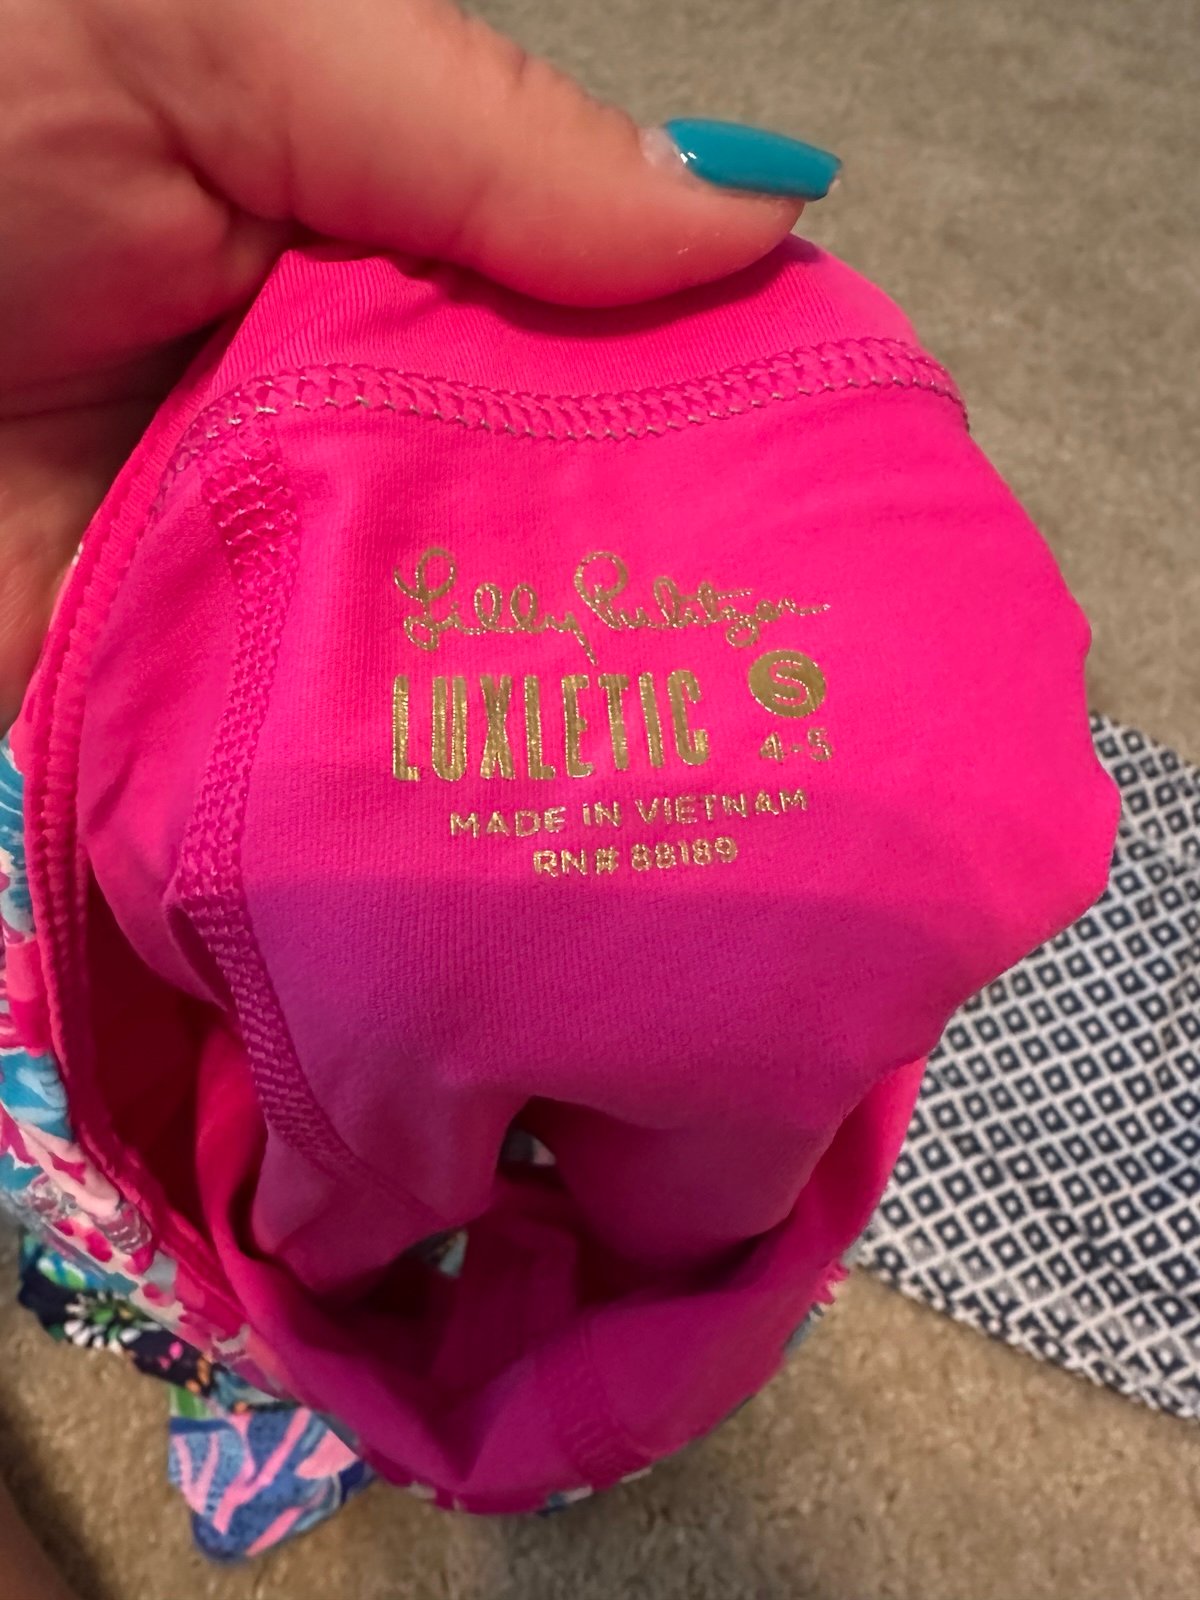 Lilly Pulitzer
LUXLETIC
S
4-5
MADE IN VIETNAM
RN# 88189